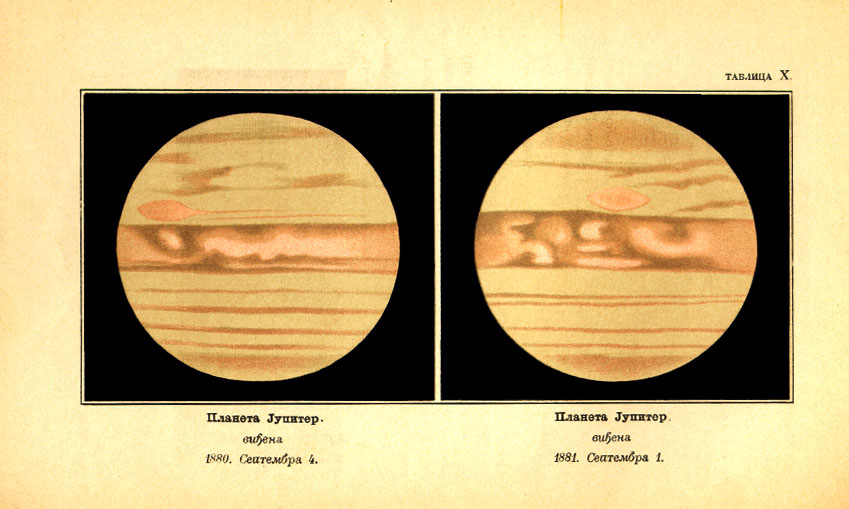 ТАБЛИЦА X.
Планета Јупитер.
виђена
1880. Септембра 4.
Планета Јупитер.
виђена
1881. Септембра 1.